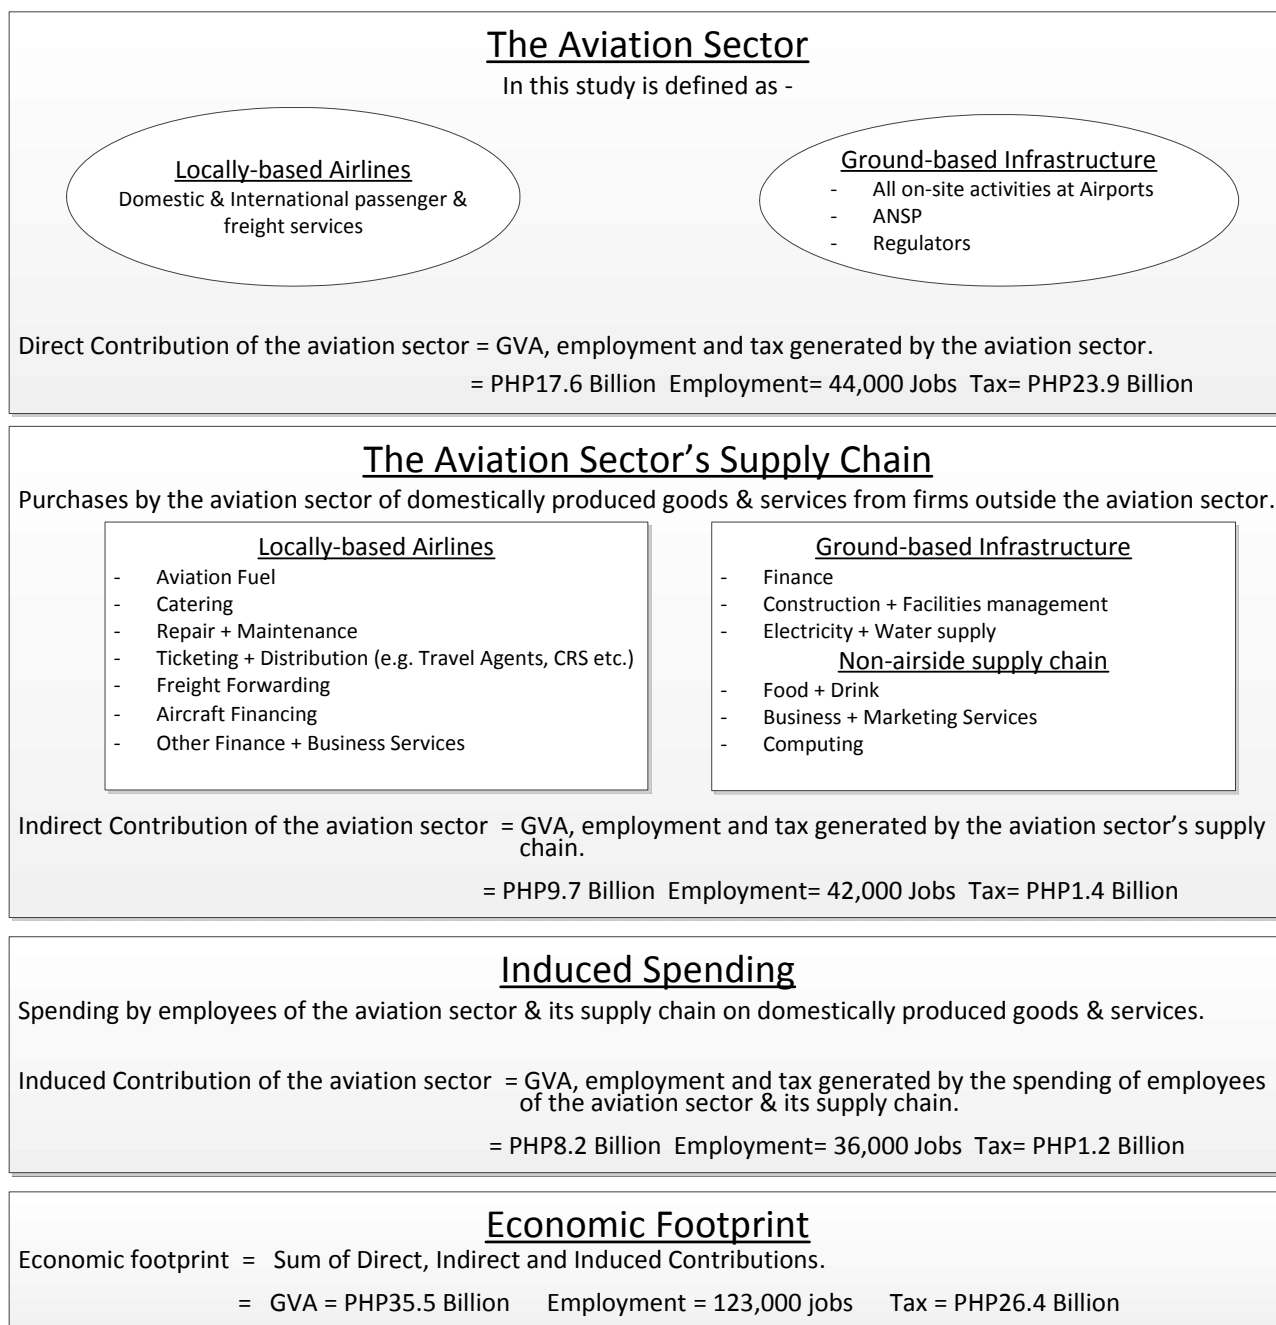 The Aviation Sector
In this study is defined as -
Locally-based Airlines
Domestic & International passenger &
freight services
Ground-based Infrastructure
- All on-site activities at Airports
- ANSP
- Regulators
Direct Contribution of the aviation sector = GVA, employment and tax generated by the aviation sector.
= PHP17.6 Billion Employment= 44,000 Jobs Tax= PHP23.9 Billion
The Aviation Sector’s Supply Chain
Purchases by the aviation sector of domestically produced goods & services from firms outside the aviation sector.
Locally-based Airlines
- Aviation Fuel
- Catering
- Repair + Maintenance
- Ticketing + Distribution (e.g. Travel Agents, CRS etc.)
- Freight Forwarding
- Aircraft Financing
- Other Finance + Business Services
Ground-based Infrastructure
- Finance
- Construction + Facilities management
- Electricity + Water supply
Non-airside supply chain
- Food + Drink
- Business + Marketing Services
- Computing
Indirect Contribution of the aviation sector = GVA, employment and tax generated by the aviation sector’s supply
chain.
= PHP9.7 Billion Employment= 42,000 Jobs Tax= PHP1.4 Billion
Induced Spending
Spending by employees of the aviation sector & its supply chain on domestically produced goods & services.
Induced Contribution of the aviation sector = GVA, employment and tax generated by the spending of employees
of the aviation sector & its supply chain.
= PHP8.2 Billion Employment= 36,000 Jobs Tax= PHP1.2 Billion
Economic Footprint
Economic footprint = Sum of Direct, Indirect and Induced Contributions.
= GVA = PHP35.5 Billion Employment = 123,000 jobs Tax = PHP26.4 Billion